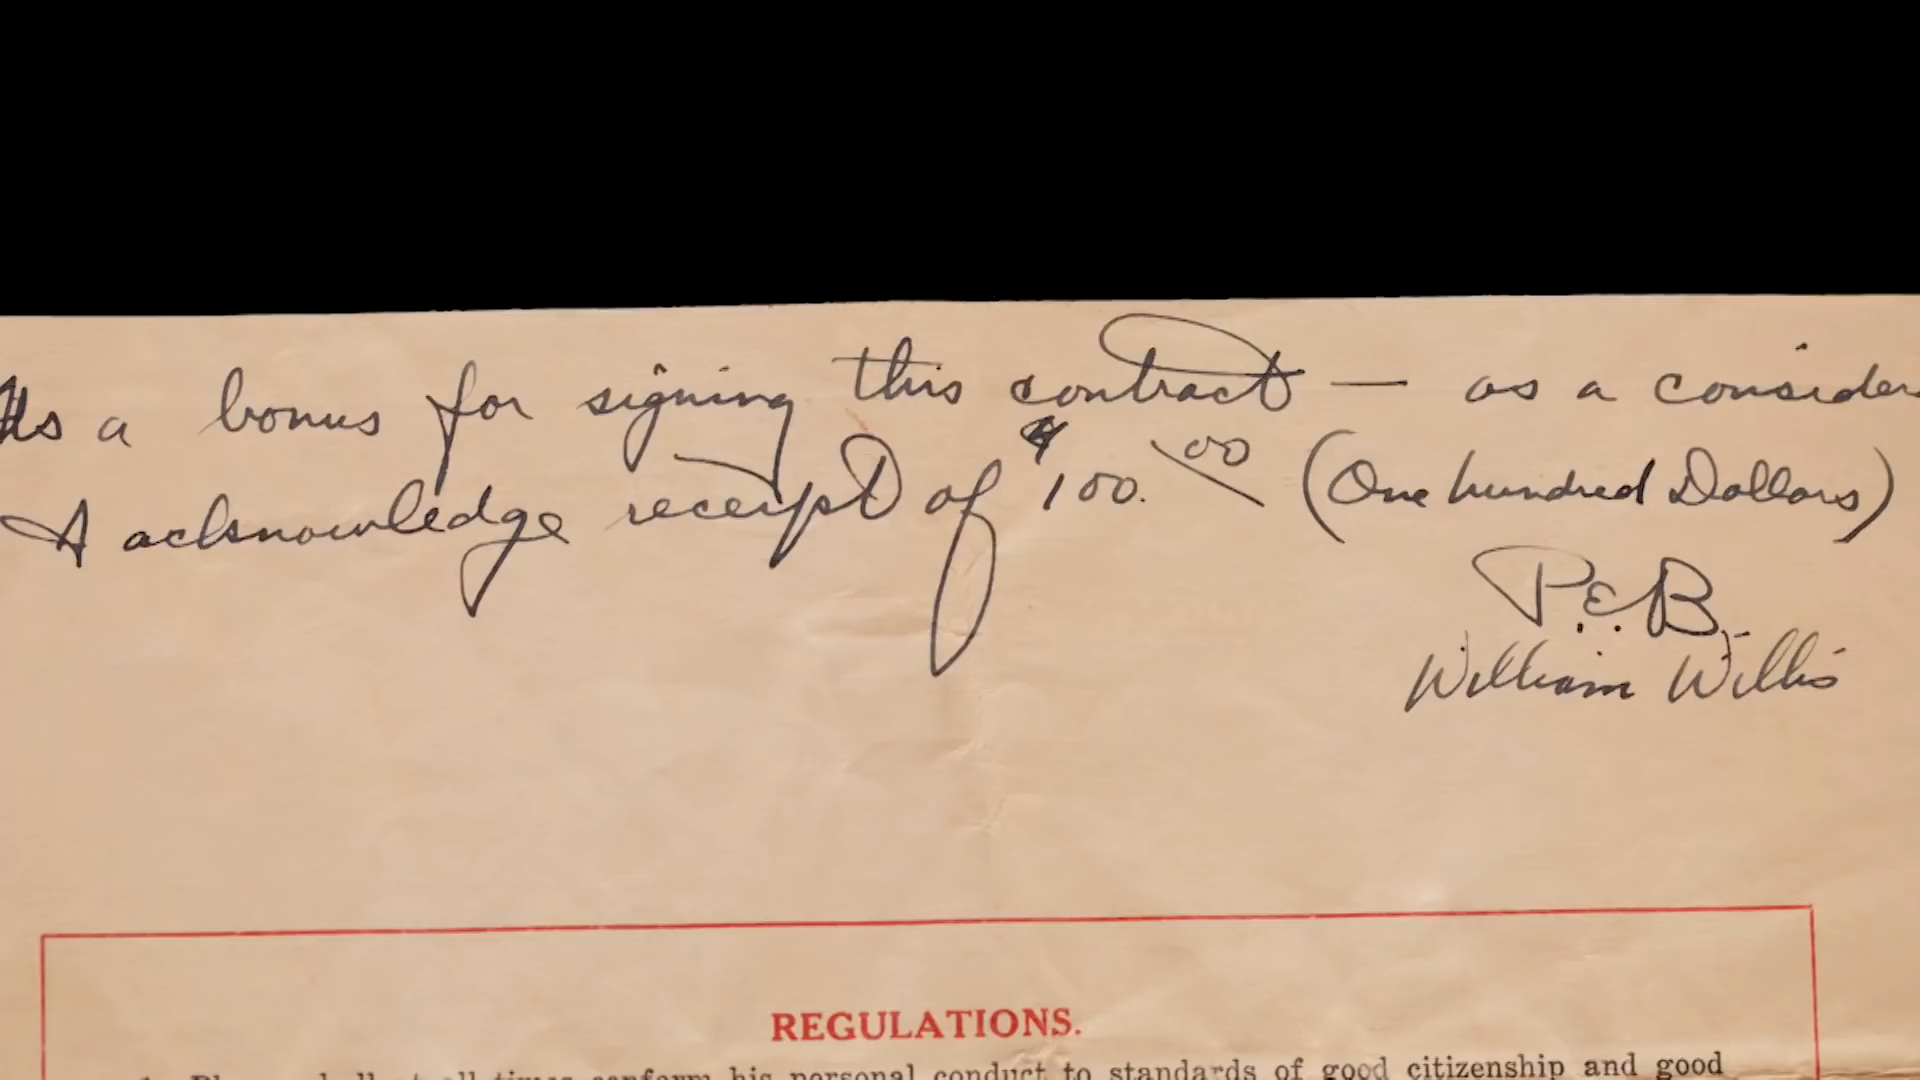 As a bonus for signing this contract — as a consider
I acknowledge receipt of $100.00 (One hundred Dollars)
P.E.B.
William Willis
REGULATIONS.
conform his personal conduct to standards of good citizenship and good